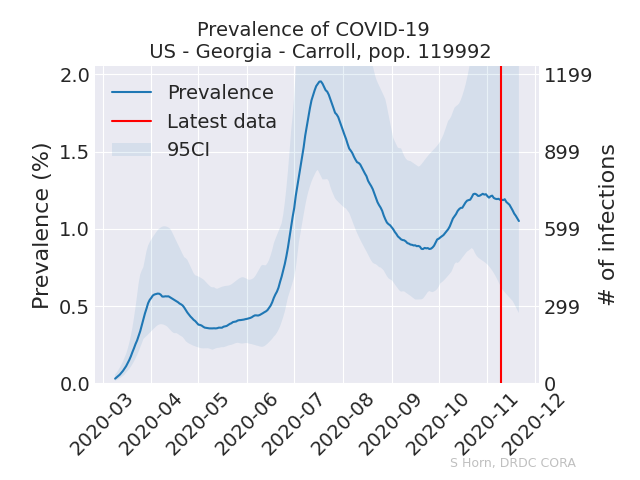 Prevalence of COVID-19
US - Georgia - Carroll, pop. 119992
Prevalence (%)
2.0
1.5
1.0
0.5
0.0
Prevalence
Latest data
95CI
1199
899
599
299
0
# of infections
2020-03
2020-04
2020-05
2020-06
2020-07
2020-08
2020-09
2020-10
2020-11
2020-12
S Horn, DRDC CORA